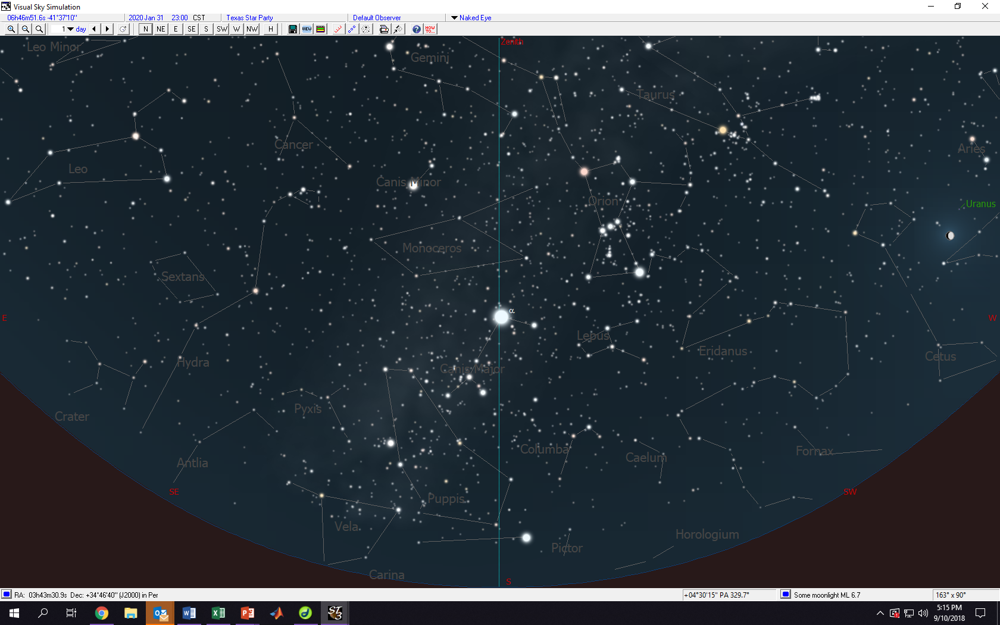 Visual Sky Simulation
06h46m51.6s -41°37'10" 2020 Jan 31 23:00 CST Texas Star Party Default Observer Naked Eye
1 day N NE E SE S SW W NW H VIEW HOW TO...
Zenith
Leo Minor
Gemini
Taurus
Cancer
Aries
Leo
Canis Minor
Orion
Uranus
Monoceros
Sextans
α
E
W
Lepus
Eridanus
Cetus
Hydra
Canis Major
Pyxis
Crater
Columba
Fornax
Caelum
Antlia
SE
SW
Puppis
Vela
Horologium
Pictor
Carina
S
RA: 03h43m30.9s Dec: +34°46'40" (J2000) in Per +04°30'15" PA 329.7° Some moonlight ML 6.7 163° x 90°
ST3
5:15 PM
9/10/2018